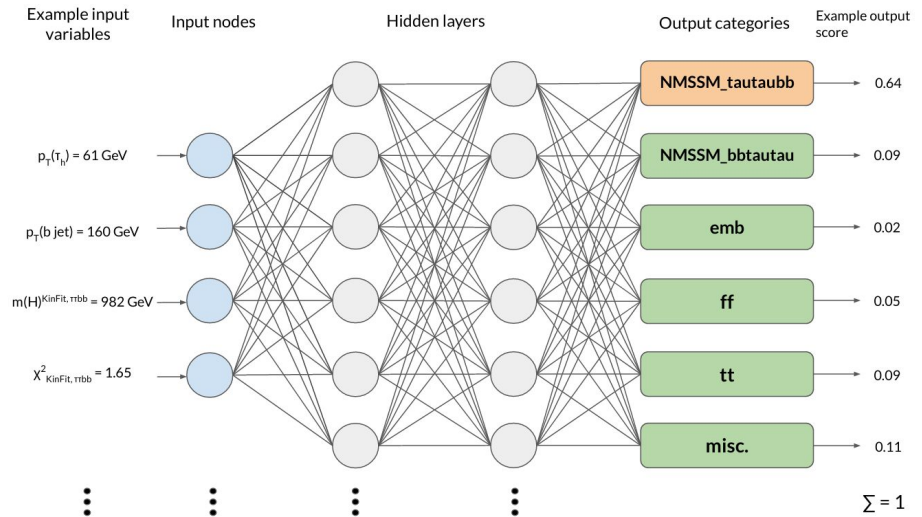 Example input
variables
Input nodes
Hidden layers
Output categories
Example output
score
NMSSM_tautaubb
0.64
p_T(τ_h) = 61 GeV
NMSSM_bbtautau
0.09
p_T(b jet) = 160 GeV
emb
0.02
m(H)^KinFit, ττbb = 982 GeV
ff
0.05
χ²_KinFit, ττbb = 1.65
tt
0.09
misc.
0.11
∑ = 1